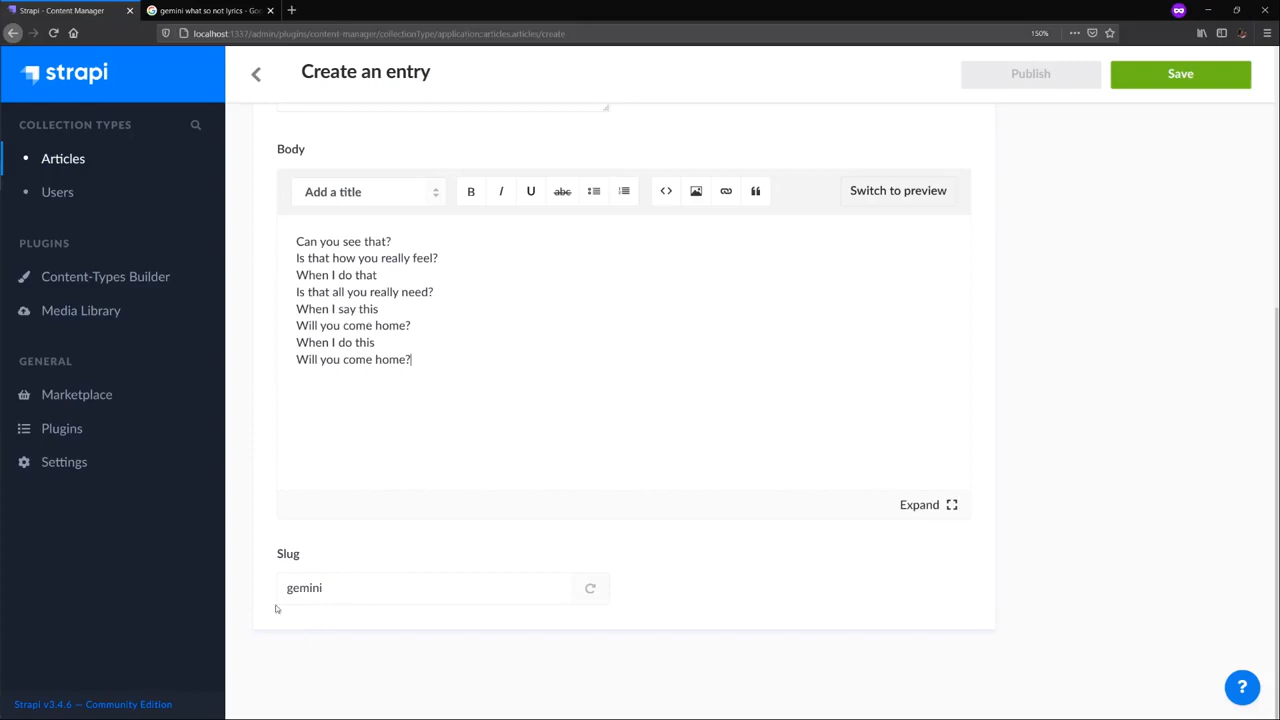 Strapi - Content Manager
gemini what so not lyrics - Goo
localhost:1337/admin/plugins/content-manager/collectionType/application::articles.articles/create
150%
strapi
Create an entry
Publish
Save
COLLECTION TYPES
Articles
Users
PLUGINS
Content-Types Builder
Media Library
GENERAL
Marketplace
Plugins
Settings
Strapi v3.4.6 — Community Edition
Body
Add a title
B I U abc
Switch to preview
Can you see that?
Is that how you really feel?
When I do that
Is that all you really need?
When I say this
Will you come home?
When I do this
Will you come home?
Expand
Slug
gemini
?